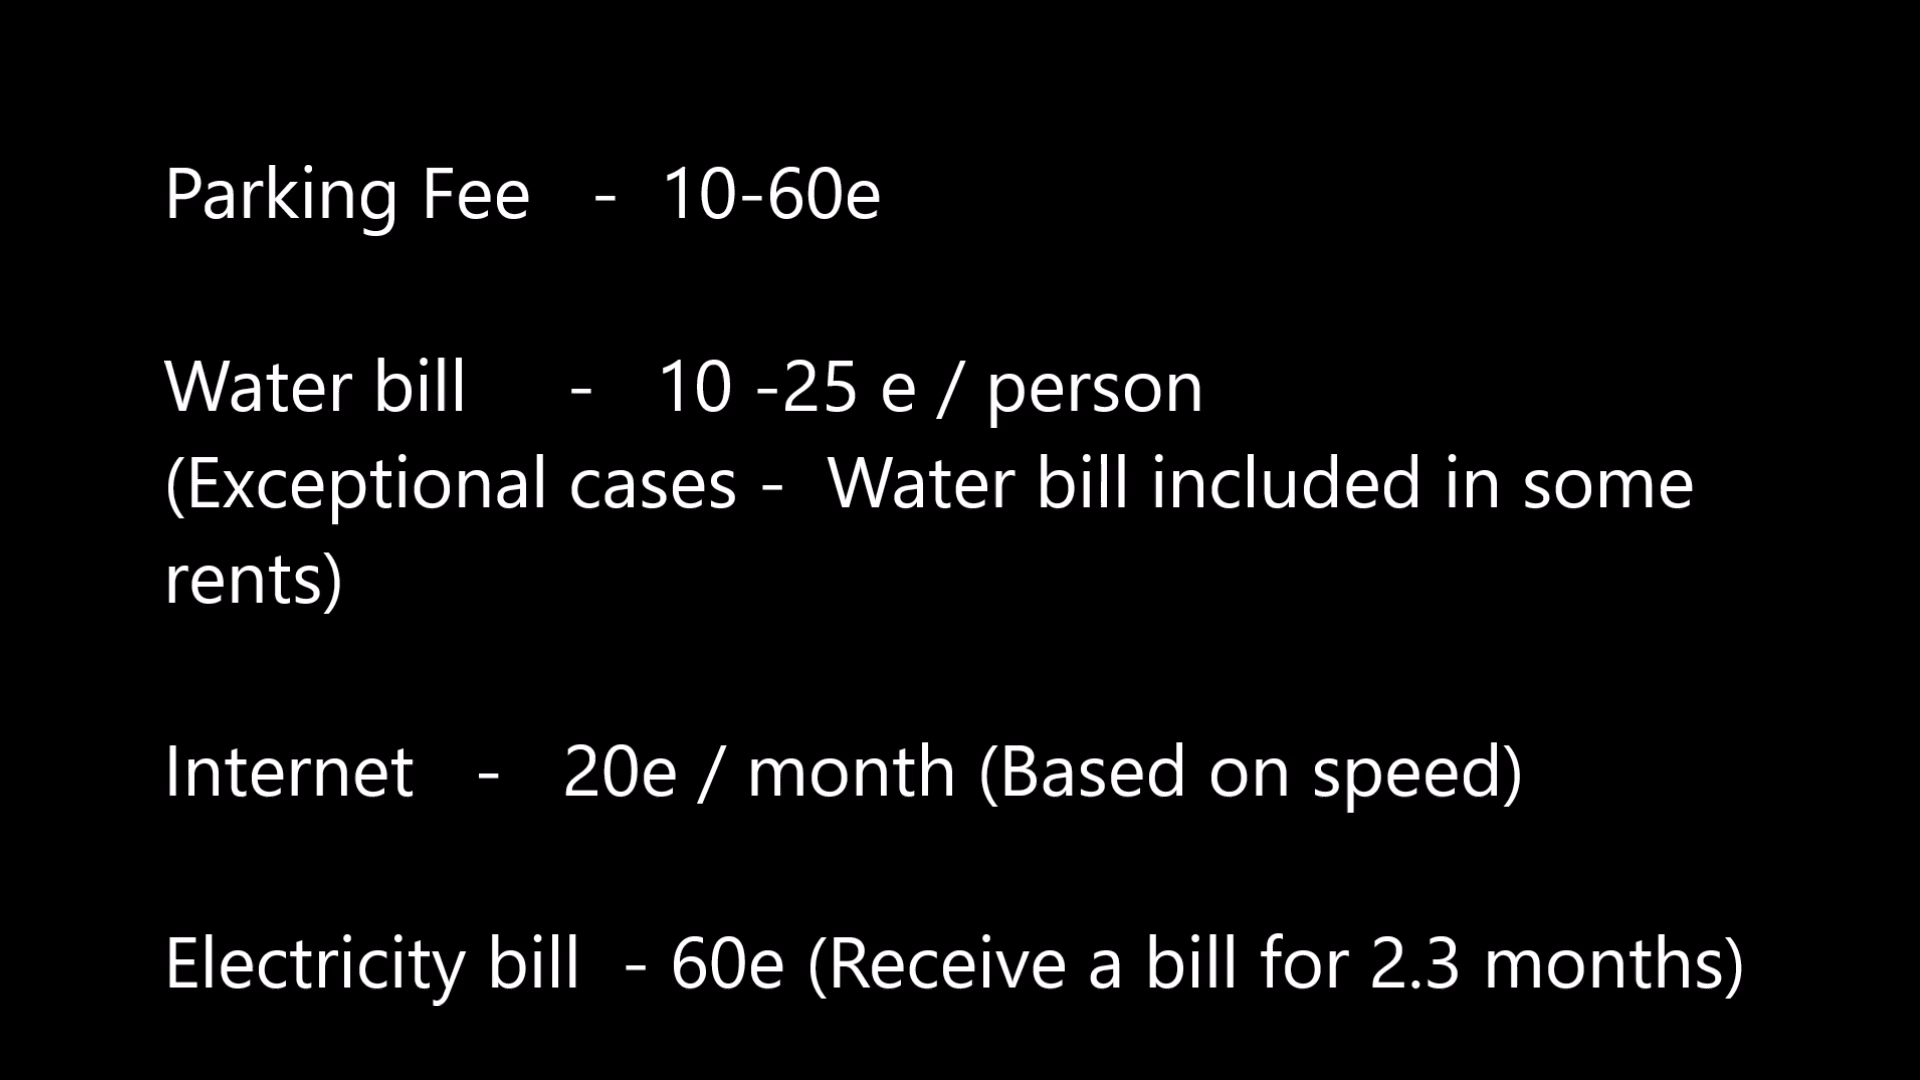 Parking Fee - 10-60e
Water bill - 10 -25 e / person
(Exceptional cases - Water bill included in some
rents)
Internet - 20e / month (Based on speed)
Electricity bill - 60e (Receive a bill for 2.3 months)